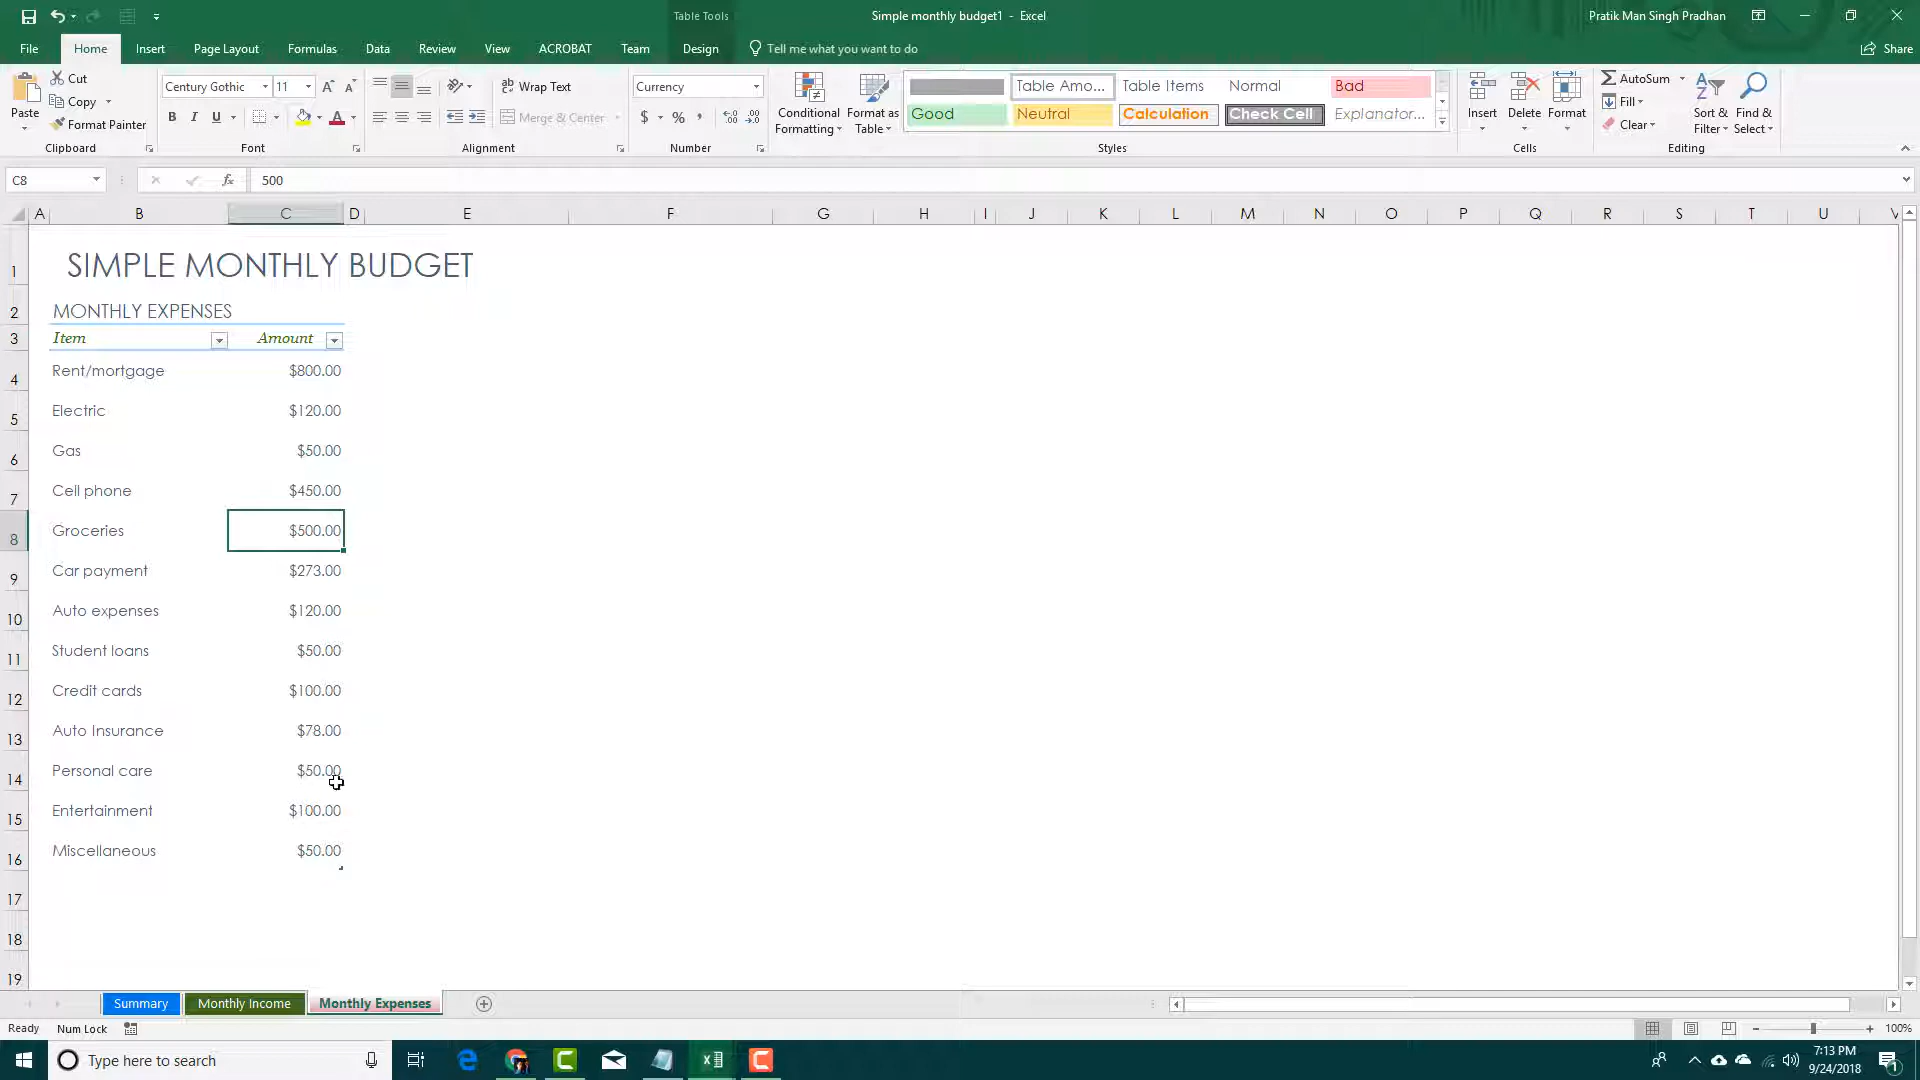 Table Tools
Simple monthly budget1 - Excel
Pratik Man Singh Pradhan
File Home Insert Page Layout Formulas Data Review View ACROBAT Team Design Tell me what you want to do Share
Cut
Copy
Format Painter
Paste
Clipboard
Century Gothic 11
B I U
Font
Wrap Text
Merge & Center
Alignment
Currency
$ % ,
Number
Conditional
Formatting
Format as
Table
Table Amo... Table Items Normal Bad
Good Neutral Calculation Check Cell Explanator...
Styles
Insert Delete Format
Cells
AutoSum
Fill
Clear
Sort &
Filter
Find &
Select
Editing
C8 fx 500
A B C D E F G H I J K L M N O P Q R S T U V
1 SIMPLE MONTHLY BUDGET
2 MONTHLY EXPENSES
3 Item Amount
4 Rent/mortgage $800.00
5 Electric $120.00
6 Gas $50.00
7 Cell phone $450.00
8 Groceries $500.00
9 Car payment $273.00
10 Auto expenses $120.00
11 Student loans $50.00
12 Credit cards $100.00
13 Auto Insurance $78.00
14 Personal care $50.00
15 Entertainment $100.00
16 Miscellaneous $50.00
17
18
19
Summary Monthly Income Monthly Expenses
Ready Num Lock 100%
Type here to search
7:13 PM
9/24/2018